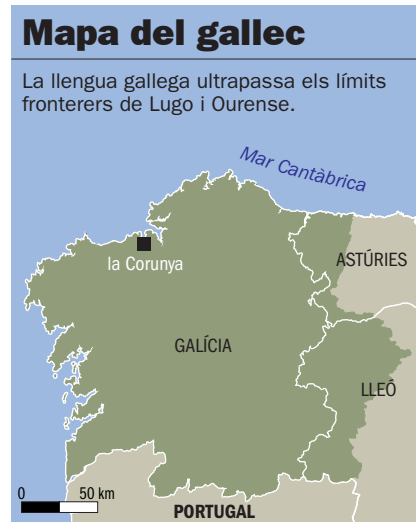 Mapa del gallec
La llengua gallega ultrapassa els límits
fronterers de Lugo i Ourense.
Mar Cantàbrica
la Corunya
ASTÚRIES
GALÍCIA
LLEÓ
0 50 km
PORTUGAL